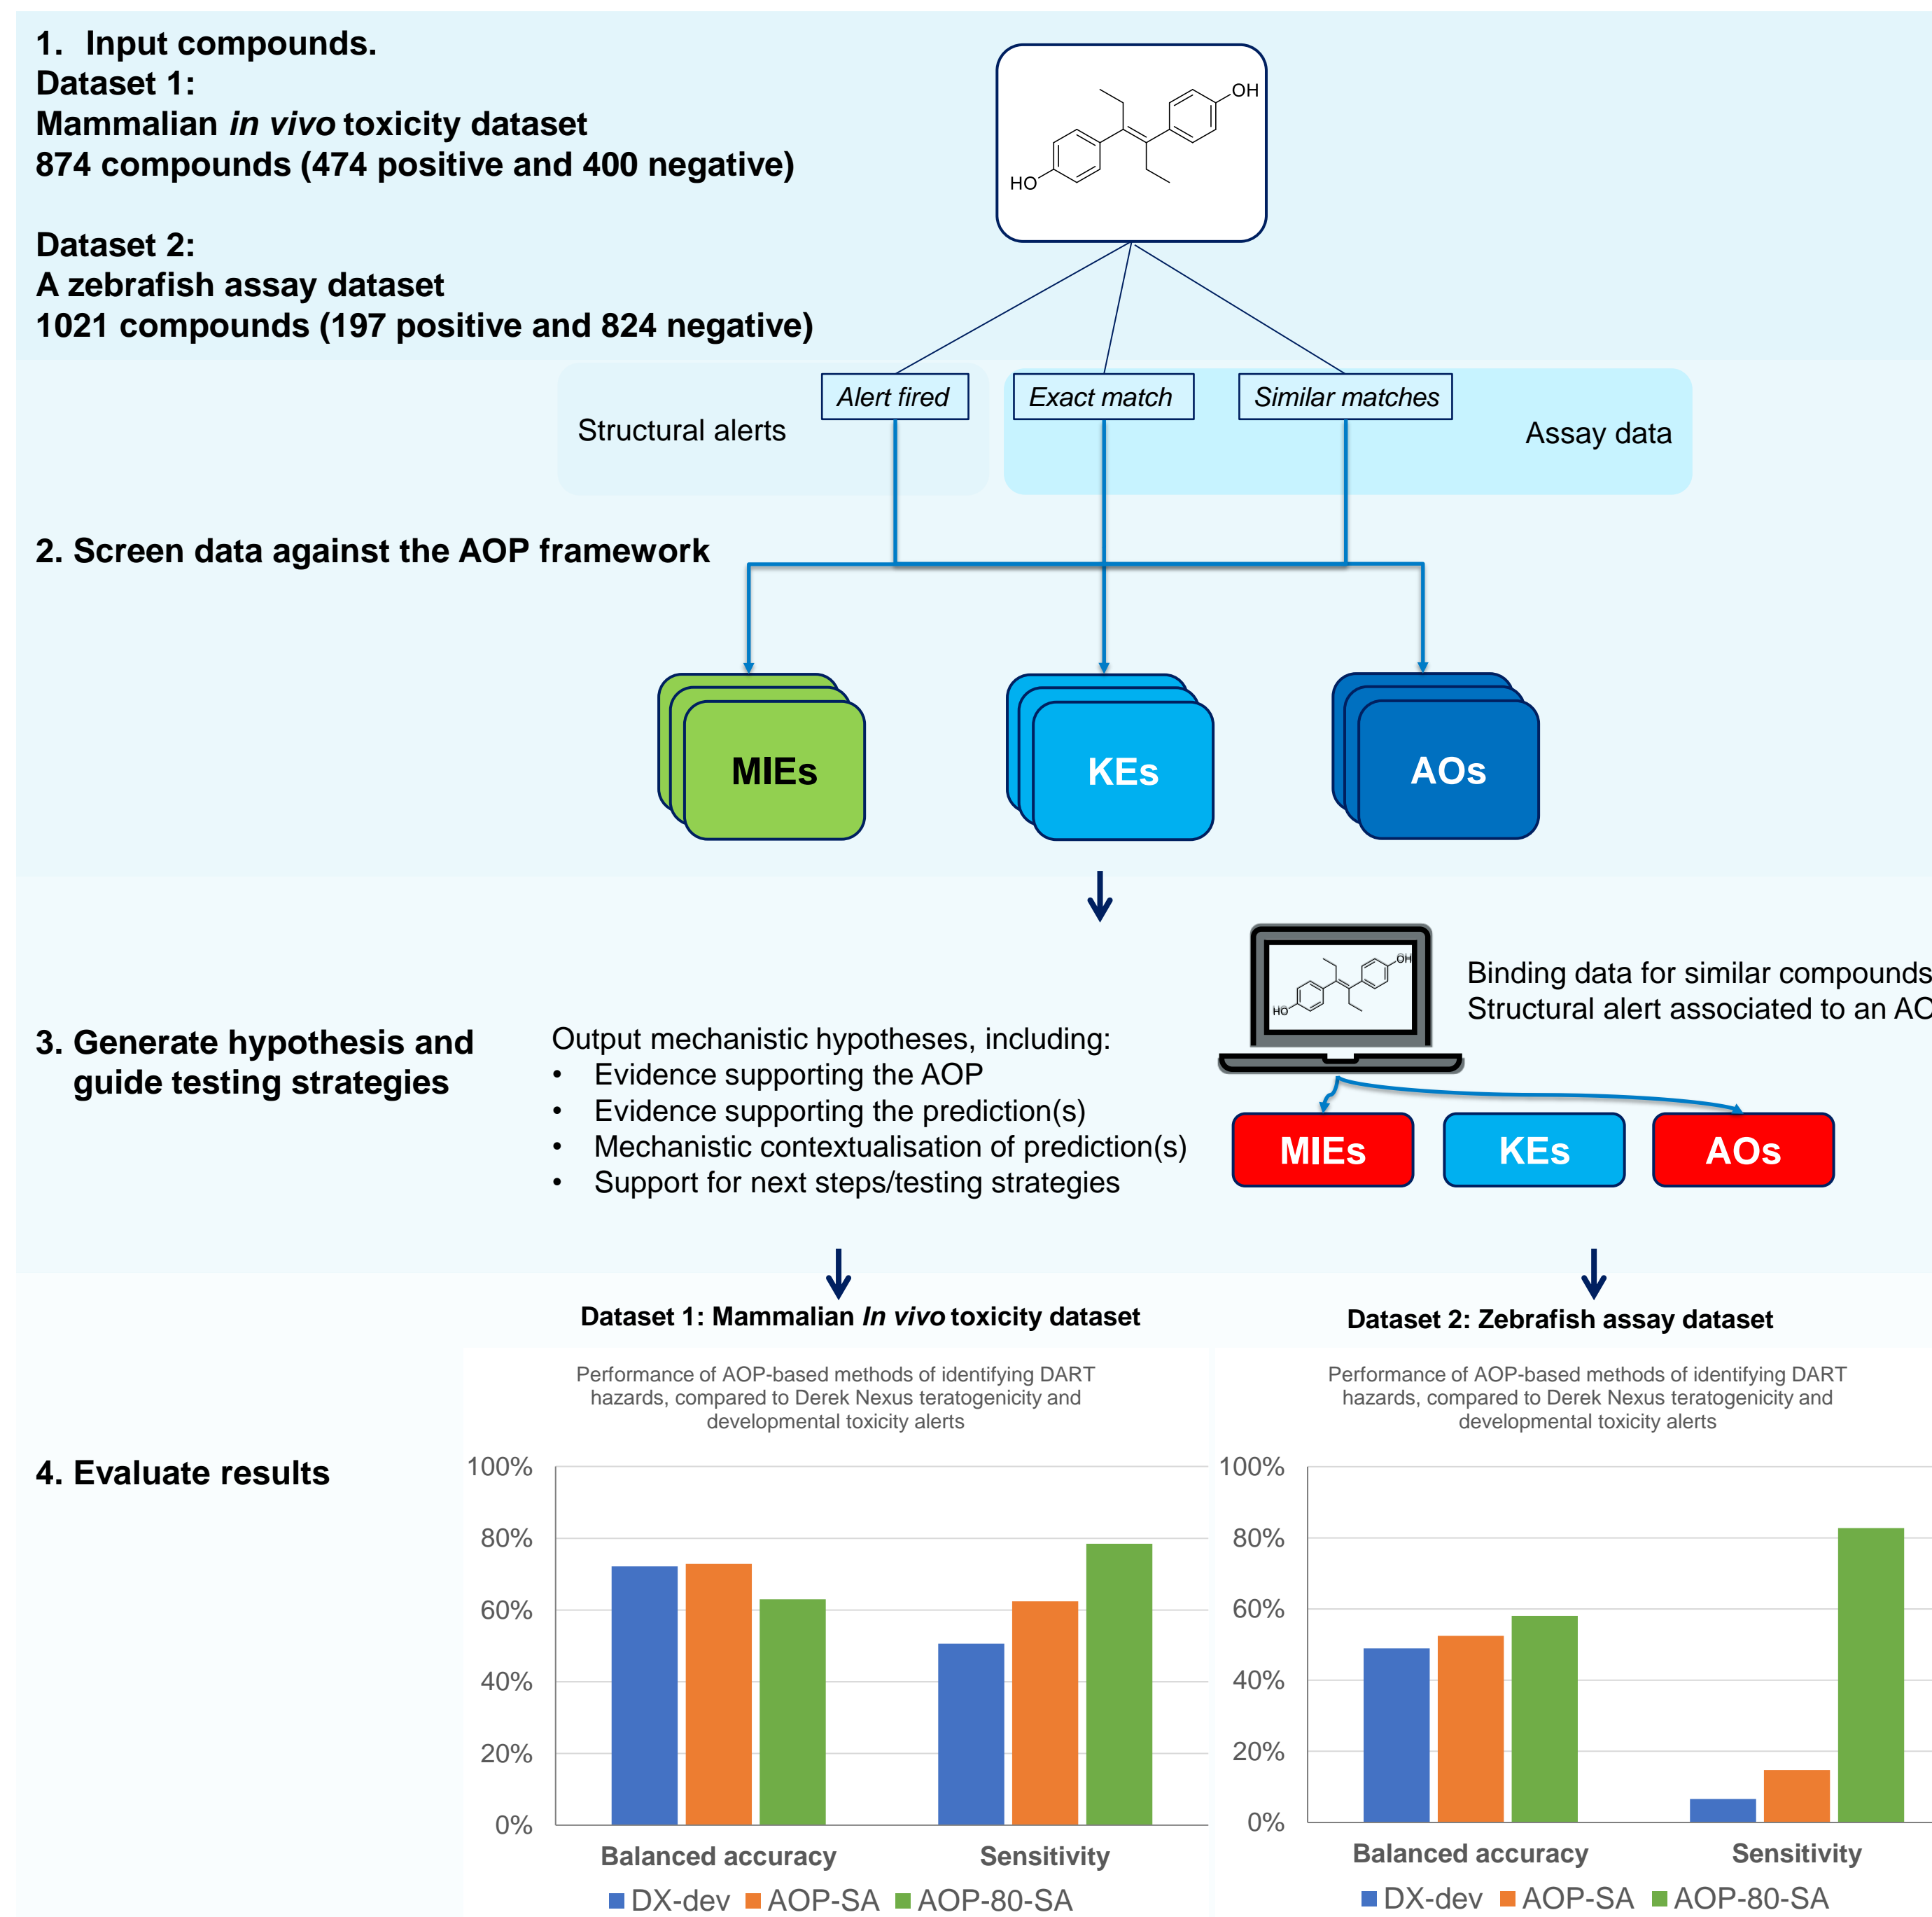 1. Input compounds.
Dataset 1:
Mammalian in vivo toxicity dataset
874 compounds (474 positive and 400 negative)
Dataset 2:
A zebrafish assay dataset
1021 compounds (197 positive and 824 negative)
OH
HO
Alert fired
Exact match
Similar matches
Structural alerts
Assay data
2. Screen data against the AOP framework
MIEs
KEs
AOs
3. Generate hypothesis and
guide testing strategies
Output mechanistic hypotheses, including:
• Evidence supporting the AOP
• Evidence supporting the prediction(s)
• Mechanistic contextualisation of prediction(s)
• Support for next steps/testing strategies
OH
HO
Binding data for similar compounds
Structural alert associated to an
MIEs
KEs
AOs
4. Evaluate results
Dataset 1: Mammalian In vivo toxicity dataset
Performance of AOP-based methods of identifying DART
hazards, compared to Derek Nexus teratogenicity and
developmental toxicity alerts
100%
80%
60%
40%
20%
0%
Balanced accuracy
Sensitivity
DX-dev AOP-SA AOP-80-SA
Dataset 2: Zebrafish assay dataset
Performance of AOP-based methods of identifying DART
hazards, compared to Derek Nexus teratogenicity and
developmental toxicity alerts
100%
80%
60%
40%
20%
0%
Balanced accuracy
Sensitivity
DX-dev AOP-SA AOP-80-SA